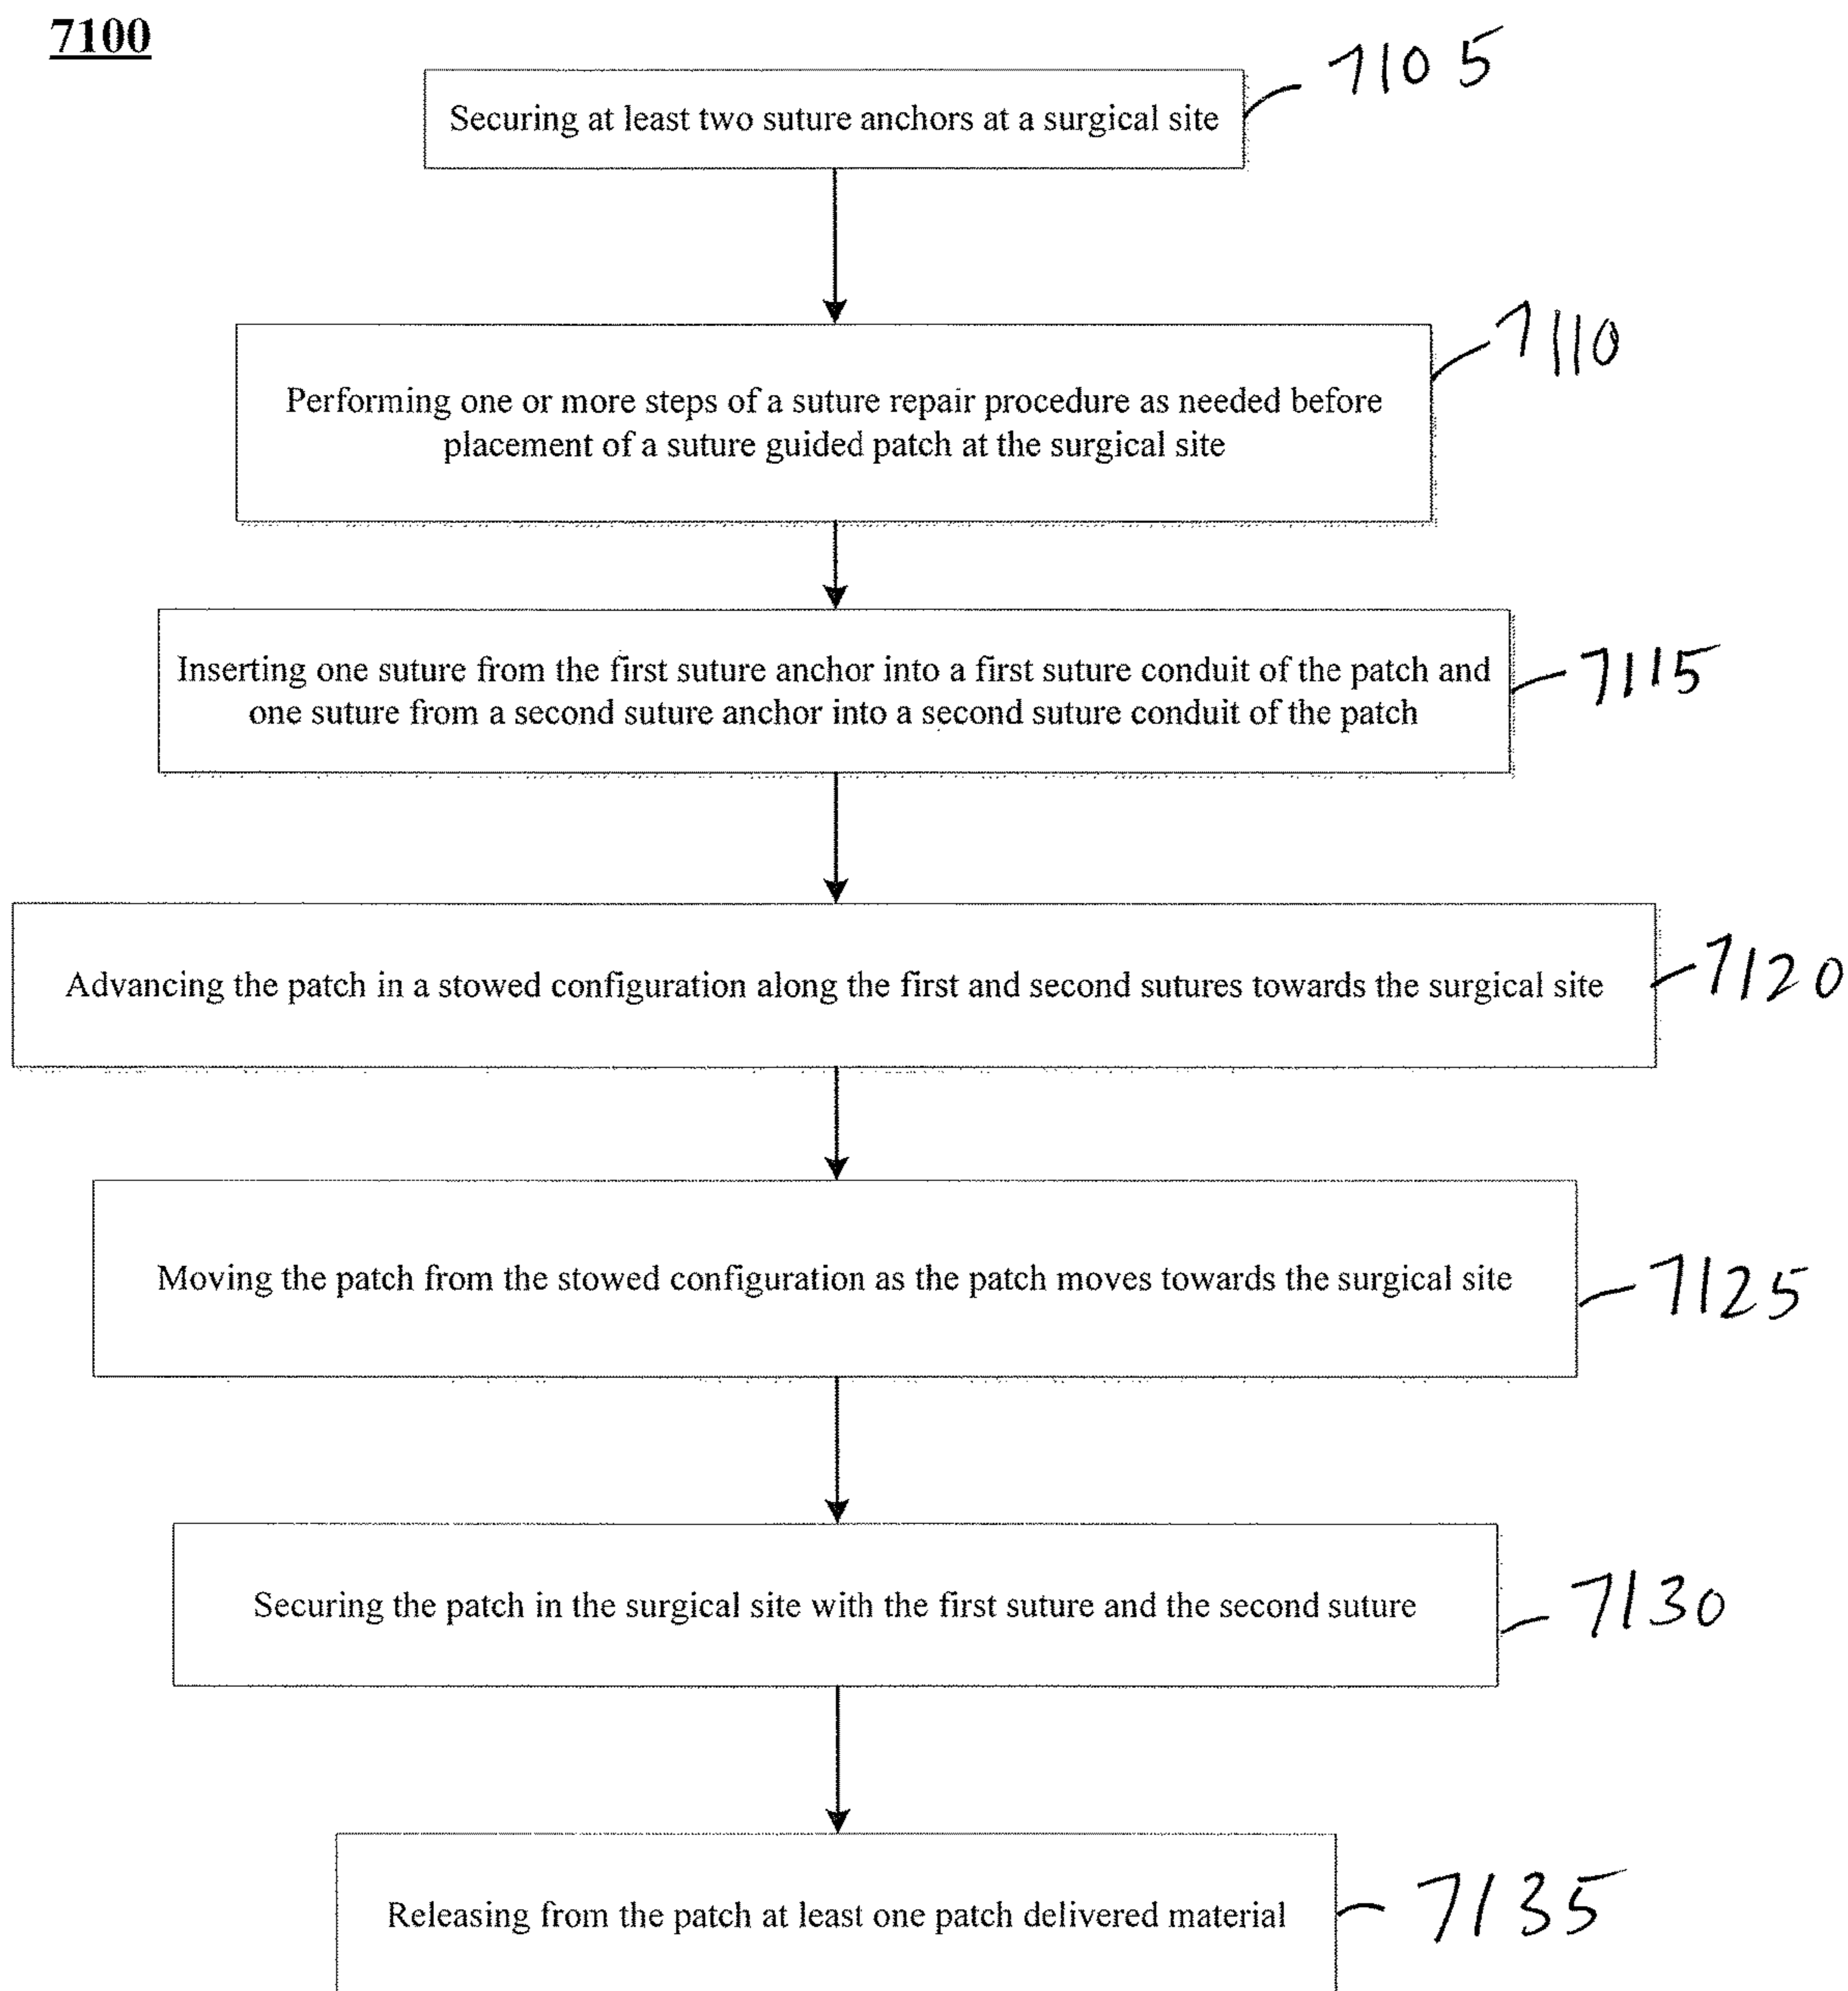 7100
7105
Securing at least two suture anchors at a surgical site
7110
Performing one or more steps of a suture repair procedure as needed before
placement of a suture guided patch at the surgical site
7115
Inserting one suture from the first suture anchor into a first suture conduit of the patch and
one suture from a second suture anchor into a second suture conduit of the patch
7120
Advancing the patch in a stowed configuration along the first and second sutures towards the surgical site
7125
Moving the patch from the stowed configuration as the patch moves towards the surgical site
7130
Securing the patch in the surgical site with the first suture and the second suture
7135
Releasing from the patch at least one patch delivered material